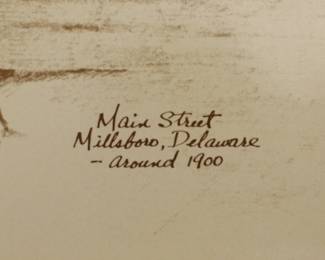 Main Street
Millsboro, Delaware
- around 1900